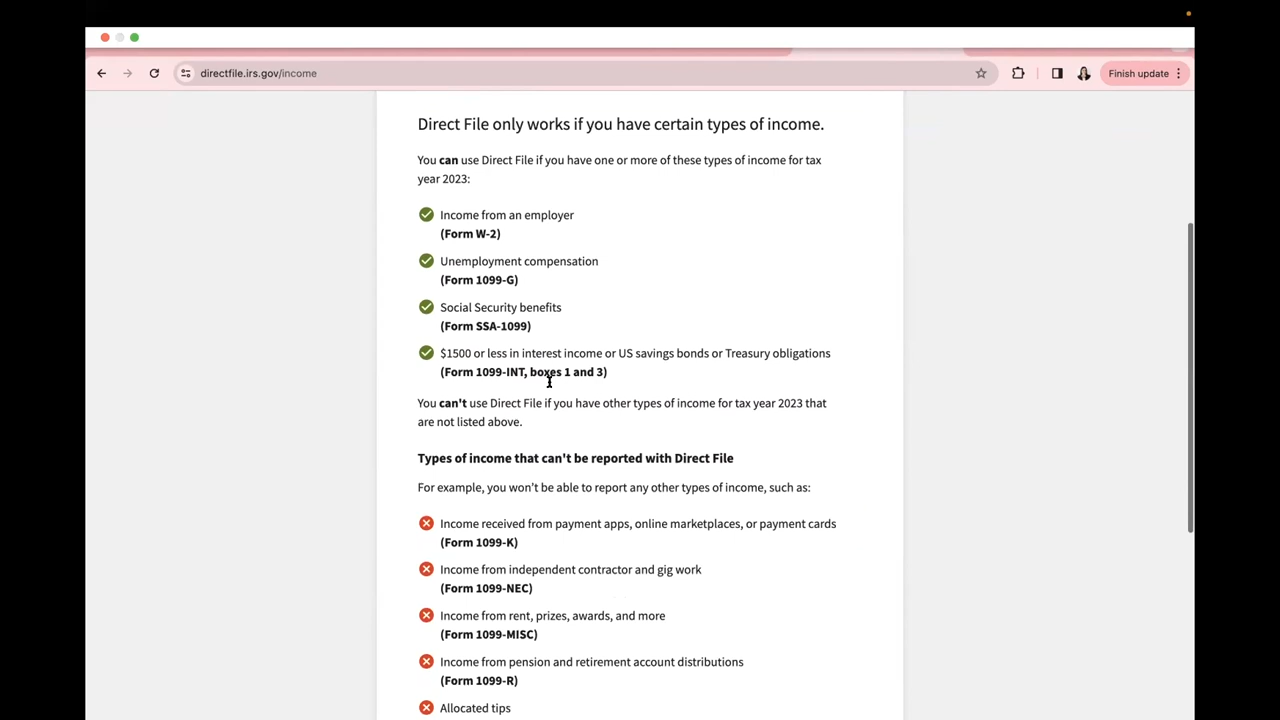 directfile.irs.gov/income
Finish update
Direct File only works if you have certain types of income.
You can use Direct File if you have one or more of these types of income for tax
year 2023:
Income from an employer
(Form W-2)
Unemployment compensation
(Form 1099-G)
Social Security benefits
(Form SSA-1099)
$1500 or less in interest income or US savings bonds or Treasury obligations
(Form 1099-INT, boxes 1 and 3)
You can't use Direct File if you have other types of income for tax year 2023 that
are not listed above.
Types of income that can't be reported with Direct File
For example, you won’t be able to report any other types of income, such as:
Income received from payment apps, online marketplaces, or payment cards
(Form 1099-K)
Income from independent contractor and gig work
(Form 1099-NEC)
Income from rent, prizes, awards, and more
(Form 1099-MISC)
Income from pension and retirement account distributions
(Form 1099-R)
Allocated tips